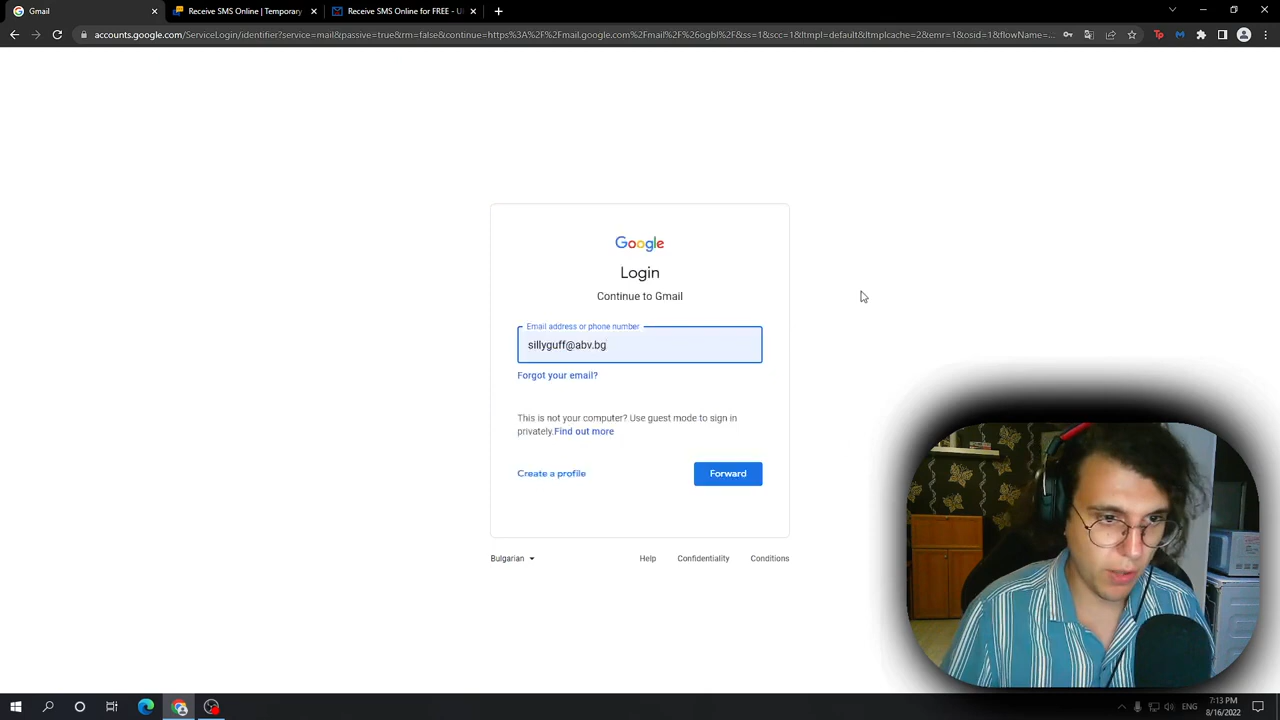 Gmail
Receive SMS Online | Temporary
Receive SMS Online for FREE - U
accounts.google.com/ServiceLogin/identifier?service=mail&passive=true&rm=false&continue=https%3A%2F%2Fmail.google.com%2Fmail%2F%26ogbl%2F&ss=1&scc=1&ltmpl=default&ltmplcache=2&emr=1&osid=1&flowName=...
Google
Login
Continue to Gmail
Email address or phone number
sillyguff@abv.bg
Forgot your email?
This is not your computer? Use guest mode to sign in
privately.Find out more
Create a profile
Forward
Bulgarian
Help
Confidentiality
Conditions
ENG
7:13 PM
8/16/2022